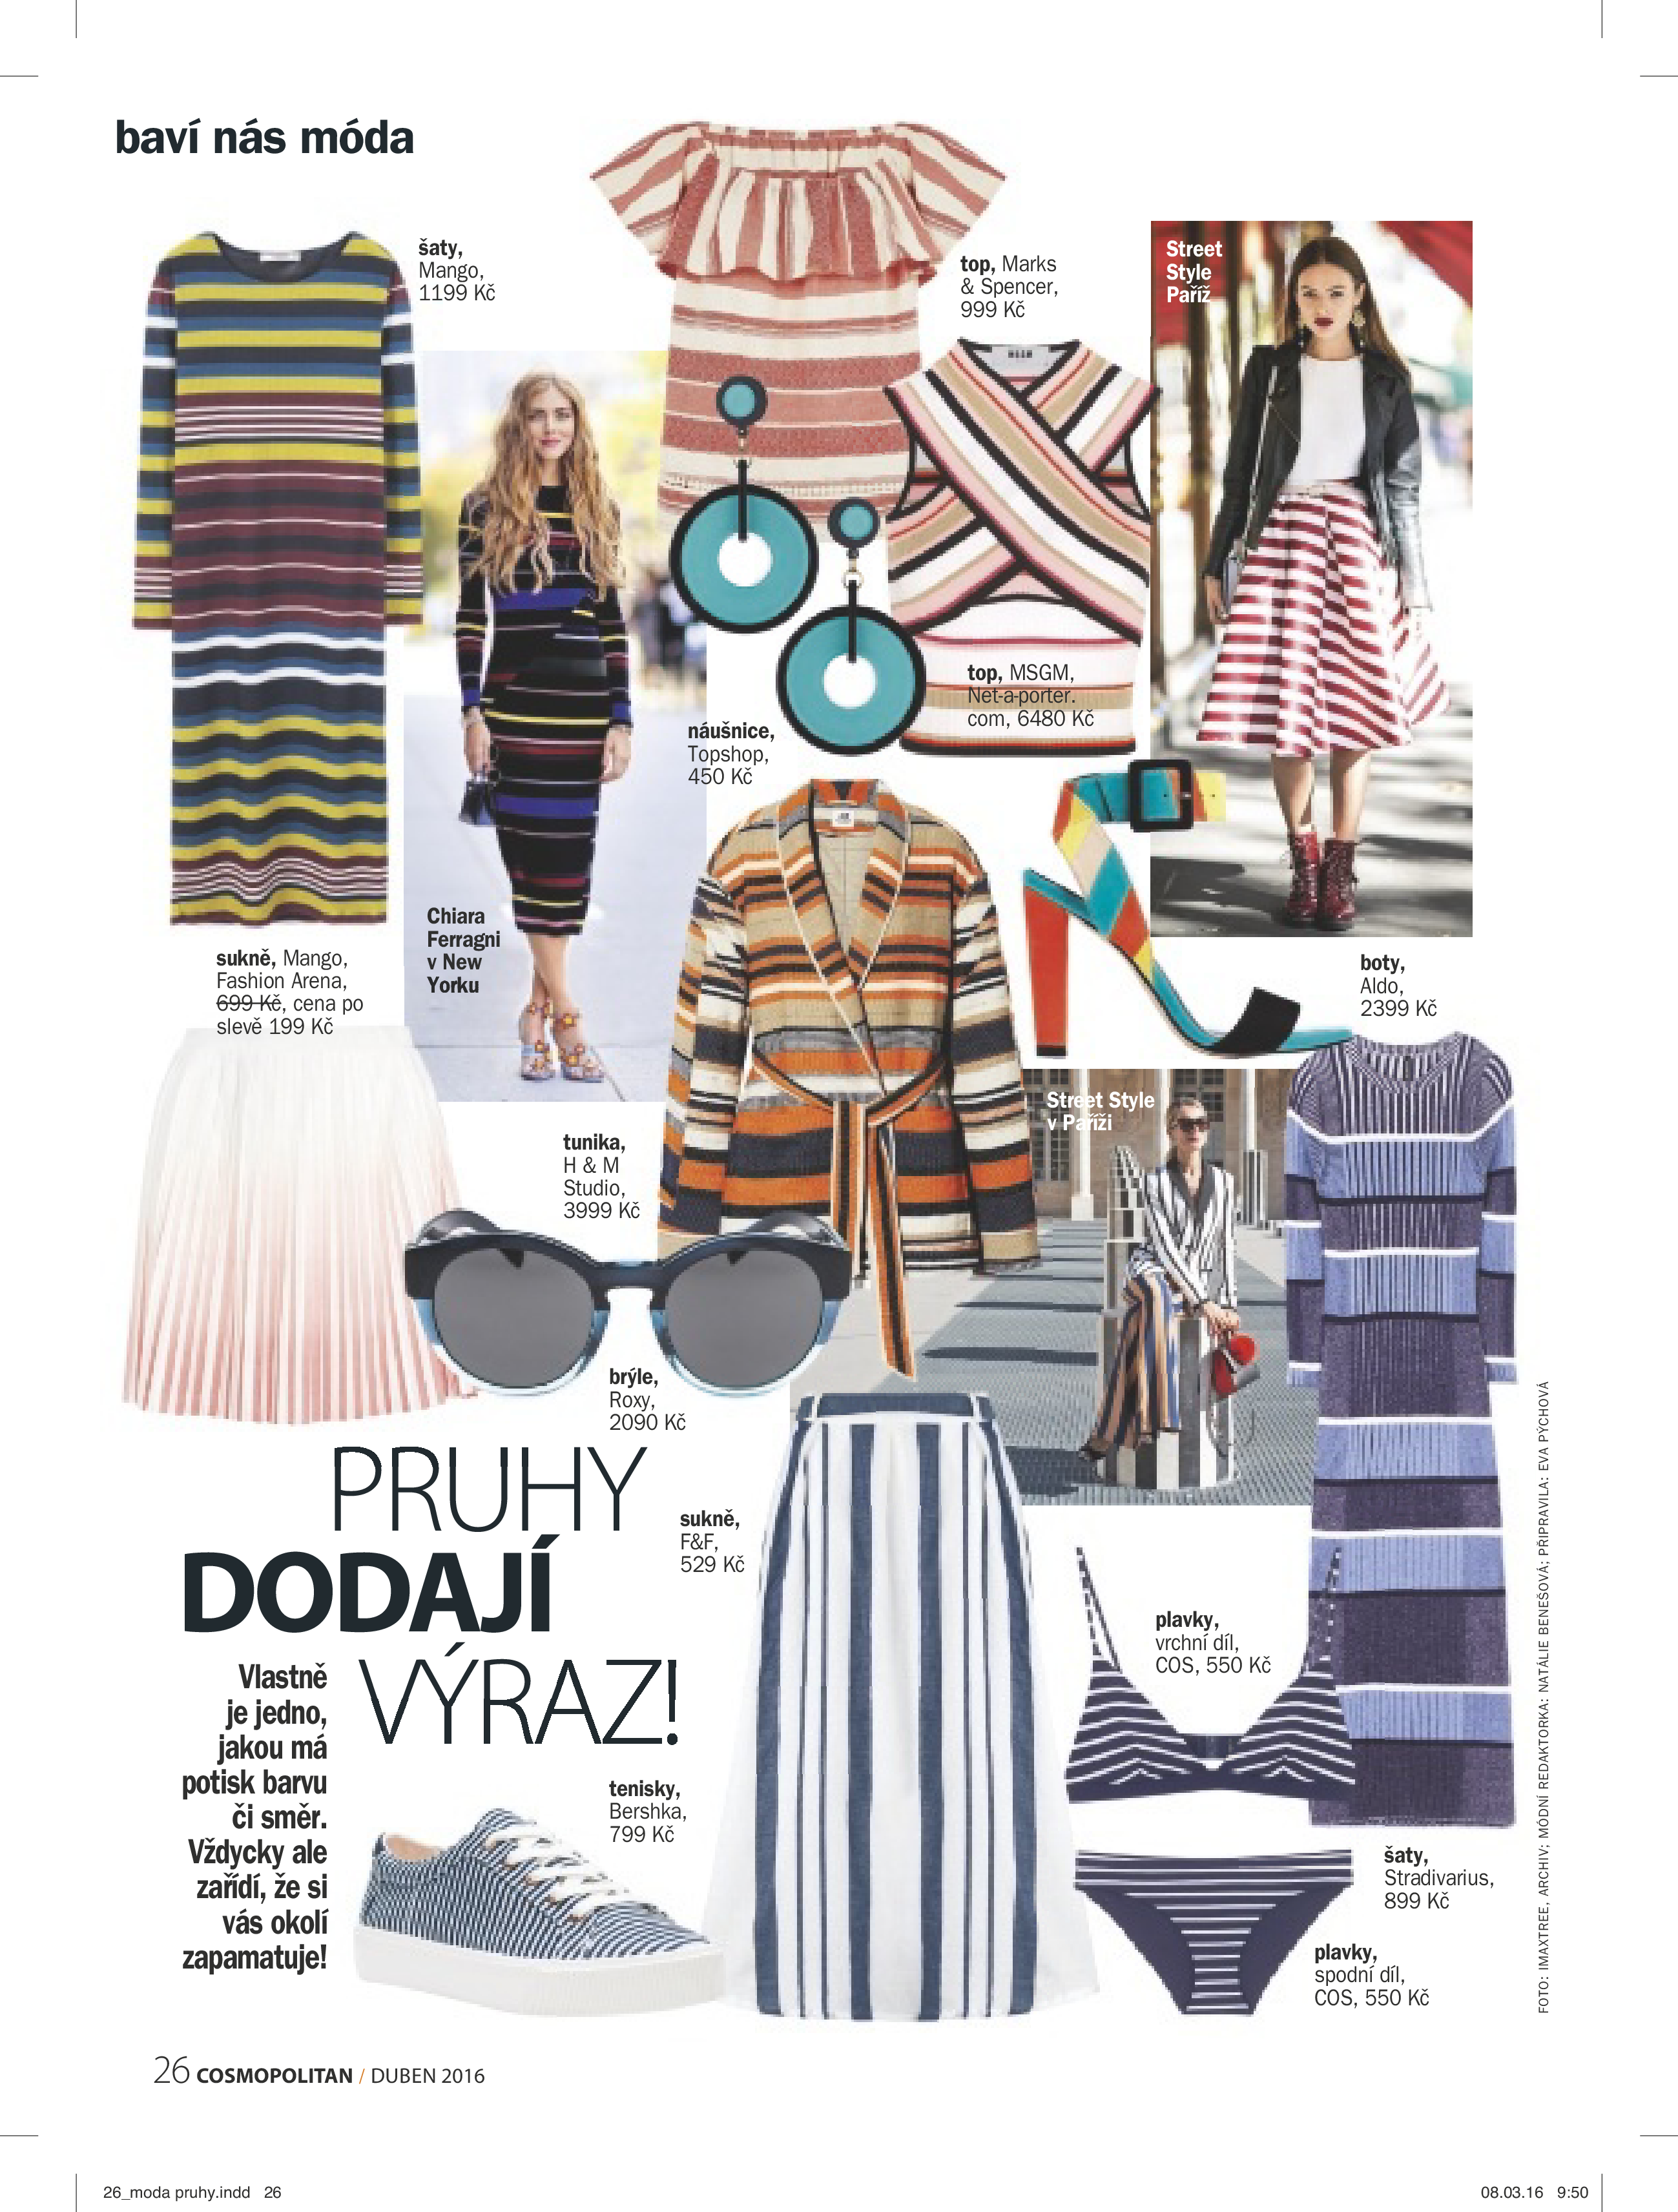 baví nás móda
šaty,
Mango,
1199 Kč
top, Marks
& Spencer,
999 Kč
Street
Style
Paříž
MSGM
top, MSGM,
Net-a-porter.
com, 6480 Kč
náušnice,
Topshop,
450 Kč
Chiara
Ferragni
v New
Yorku
sukně, Mango,
Fashion Arena,
699 Kč, cena po
slevě 199 Kč
boty,
Aldo,
2399 Kč
Street Style
v Paříži
tunika,
H & M
Studio,
3999 Kč
brýle,
Roxy,
2090 Kč
PRUHY
DODAJÍ
VÝRAZ!
Vlastně
je jedno,
jakou má
potisk barvu
či směr.
Vždycky ale
zařídí, že si
vás okolí
zapamatuje!
sukně,
F&F,
529 Kč
plavky,
vrchní díl,
COS, 550 Kč
tenisky,
Bershka,
799 Kč
šaty,
Stradivarius,
899 Kč
plavky,
spodní díl,
COS, 550 Kč
FOTO: IMAXTREE, ARCHIV; MÓDNÍ REDAKTORKA: NATÁLIE BENEŠOVÁ; PŘIPRAVILA: EVA PÝCHOVÁ
26 COSMOPOLITAN / DUBEN 2016
26_moda pruhy.indd 26
08.03.16 9:50